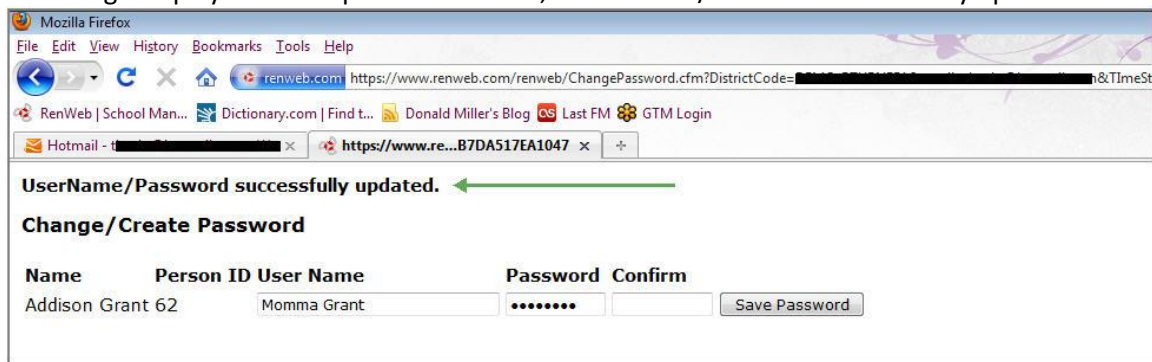 Mozilla Firefox
File Edit View History Bookmarks Tools Help
renweb.com https://www.renweb.com/renweb/ChangePassword.cfm?DistrictCode= n&TImeSt
RenWeb | School Man... Dictionary.com | Find t... Donald Miller's Blog Last FM GTM Login
Hotmail - t https://www.re...B7DA517EA1047
UserName/Password successfully updated.
Change/Create Password
Name Person ID User Name Password Confirm
Addison Grant 62 Momma Grant •••••••• Save Password